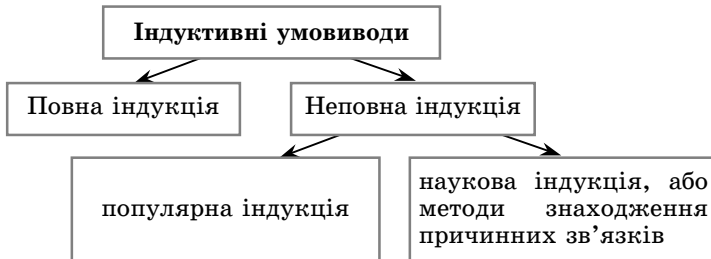 Індуктивні умовиводи
Повна індукція
Неповна індукція
популярна індукція
наукова індукція, або
методи знаходження
причинних зв’язків